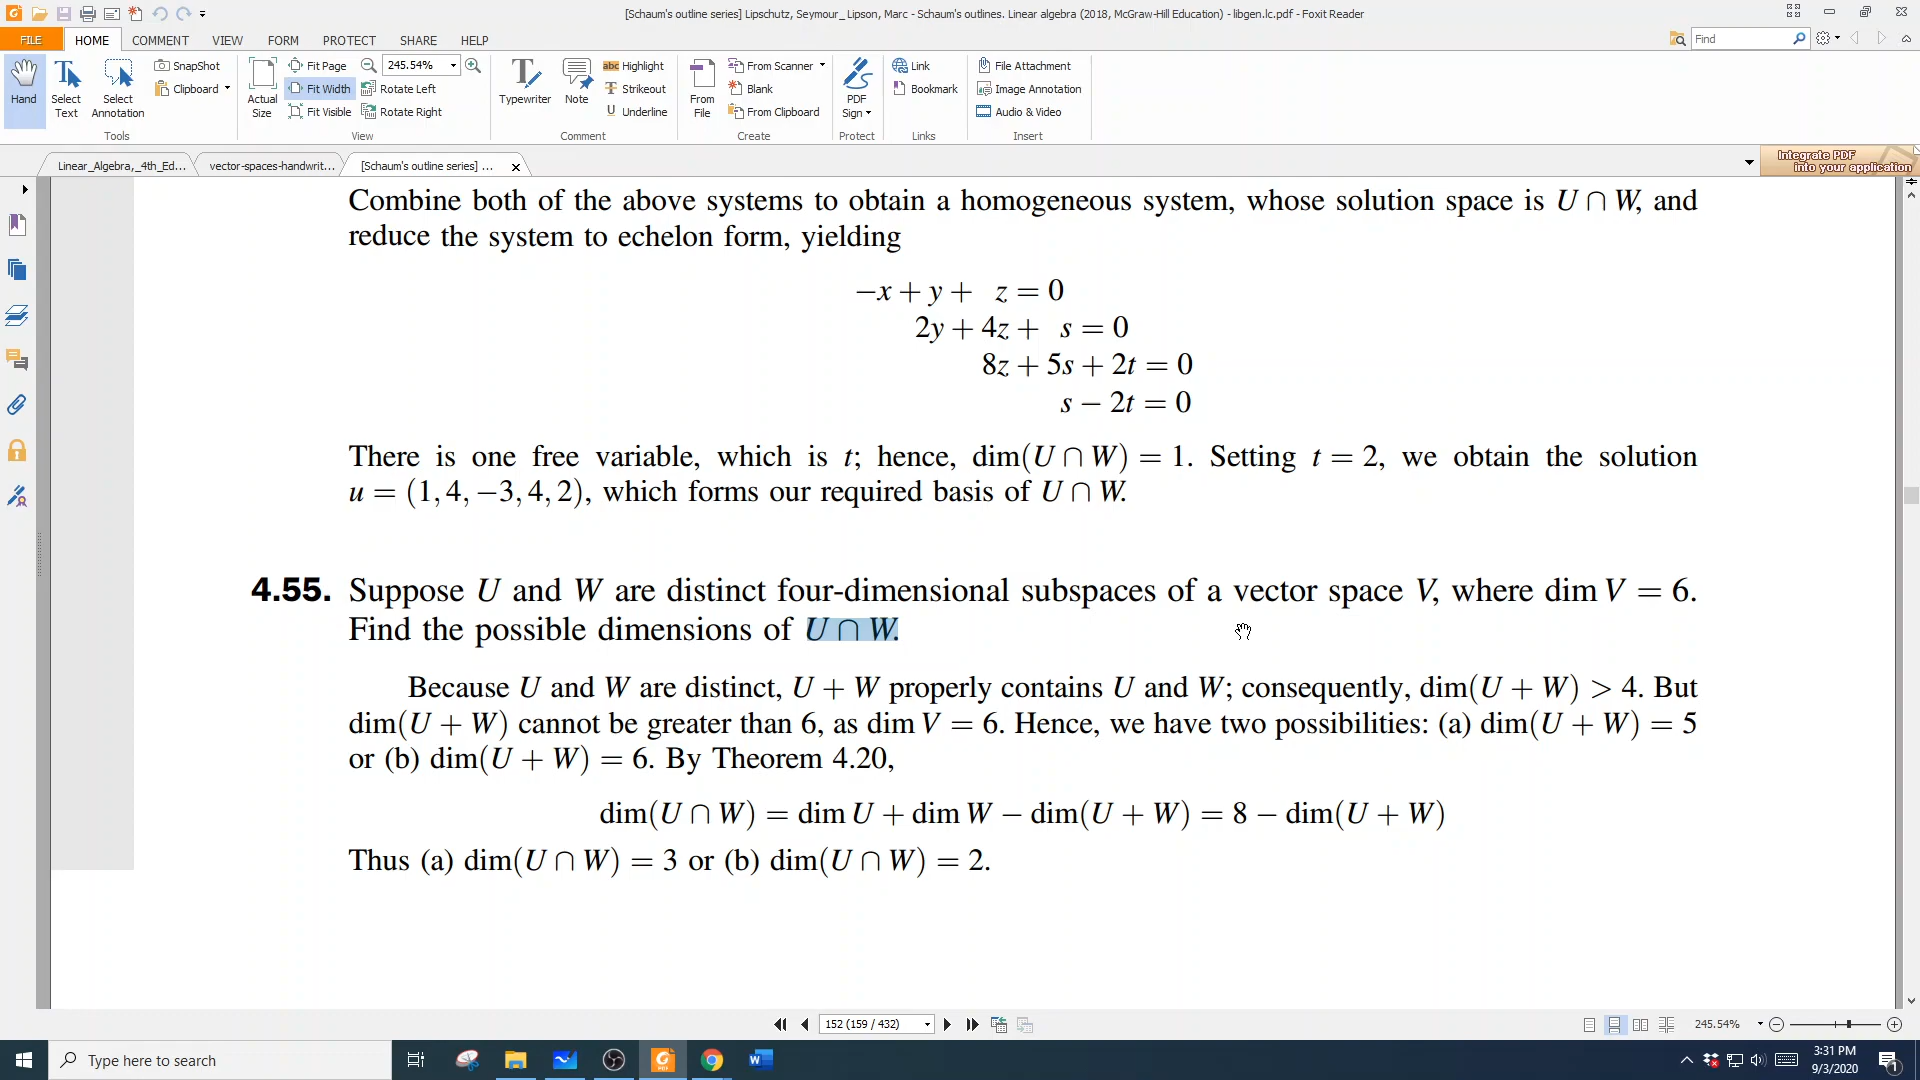 [Schaum's outline series] Lipschutz, Seymour_ Lipson, Marc - Schaum's outlines. Linear algebra (2018, McGraw-Hill Education) - libgen.lc.pdf - Foxit Reader
FILE HOME COMMENT VIEW FORM PROTECT SHARE HELP
Find
Hand
Select Text
Select Annotation
SnapShot
Clipboard
Tools
Actual Size
Fit Page
Fit Width
Fit Visible
245.54%
Rotate Left
Rotate Right
View
Typewriter
Note
Highlight
Strikeout
Underline
Comment
From File
From Scanner
Blank
From Clipboard
Create
PDF Sign
Protect
Link
Bookmark
Links
File Attachment
Image Annotation
Audio & Video
Insert
Linear_Algebra,_4th_Ed... vector-spaces-handwrit... [Schaum's outline series] ...
Integrate PDF
into your application
Combine both of the above systems to obtain a homogeneous system, whose solution space is U ∩ W, and
reduce the system to echelon form, yielding
−x + y + z = 0
2y + 4z + s = 0
8z + 5s + 2t = 0
s − 2t = 0
There is one free variable, which is t; hence, dim(U ∩ W) = 1. Setting t = 2, we obtain the solution
u = (1, 4, −3, 4, 2), which forms our required basis of U ∩ W.
4.55. Suppose U and W are distinct four-dimensional subspaces of a vector space V, where dim V = 6.
Find the possible dimensions of U ∩ W.
Because U and W are distinct, U + W properly contains U and W; consequently, dim(U + W) > 4. But
dim(U + W) cannot be greater than 6, as dim V = 6. Hence, we have two possibilities: (a) dim(U + W) = 5
or (b) dim(U + W) = 6. By Theorem 4.20,
dim(U ∩ W) = dim U + dim W − dim(U + W) = 8 − dim(U + W)
Thus (a) dim(U ∩ W) = 3 or (b) dim(U ∩ W) = 2.
152 (159 / 432)
245.54%
Type here to search
3:31 PM
9/3/2020